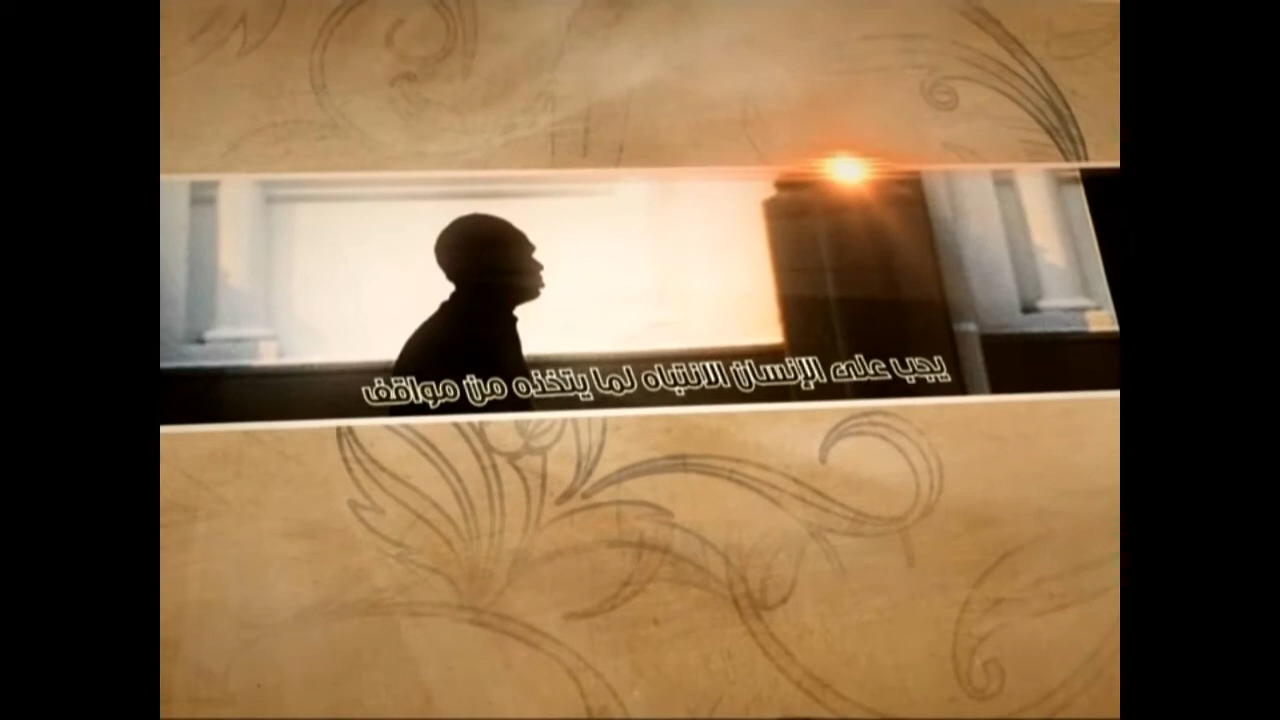 يجب على الإنسان الانتباه لما يتخذه من مواقف